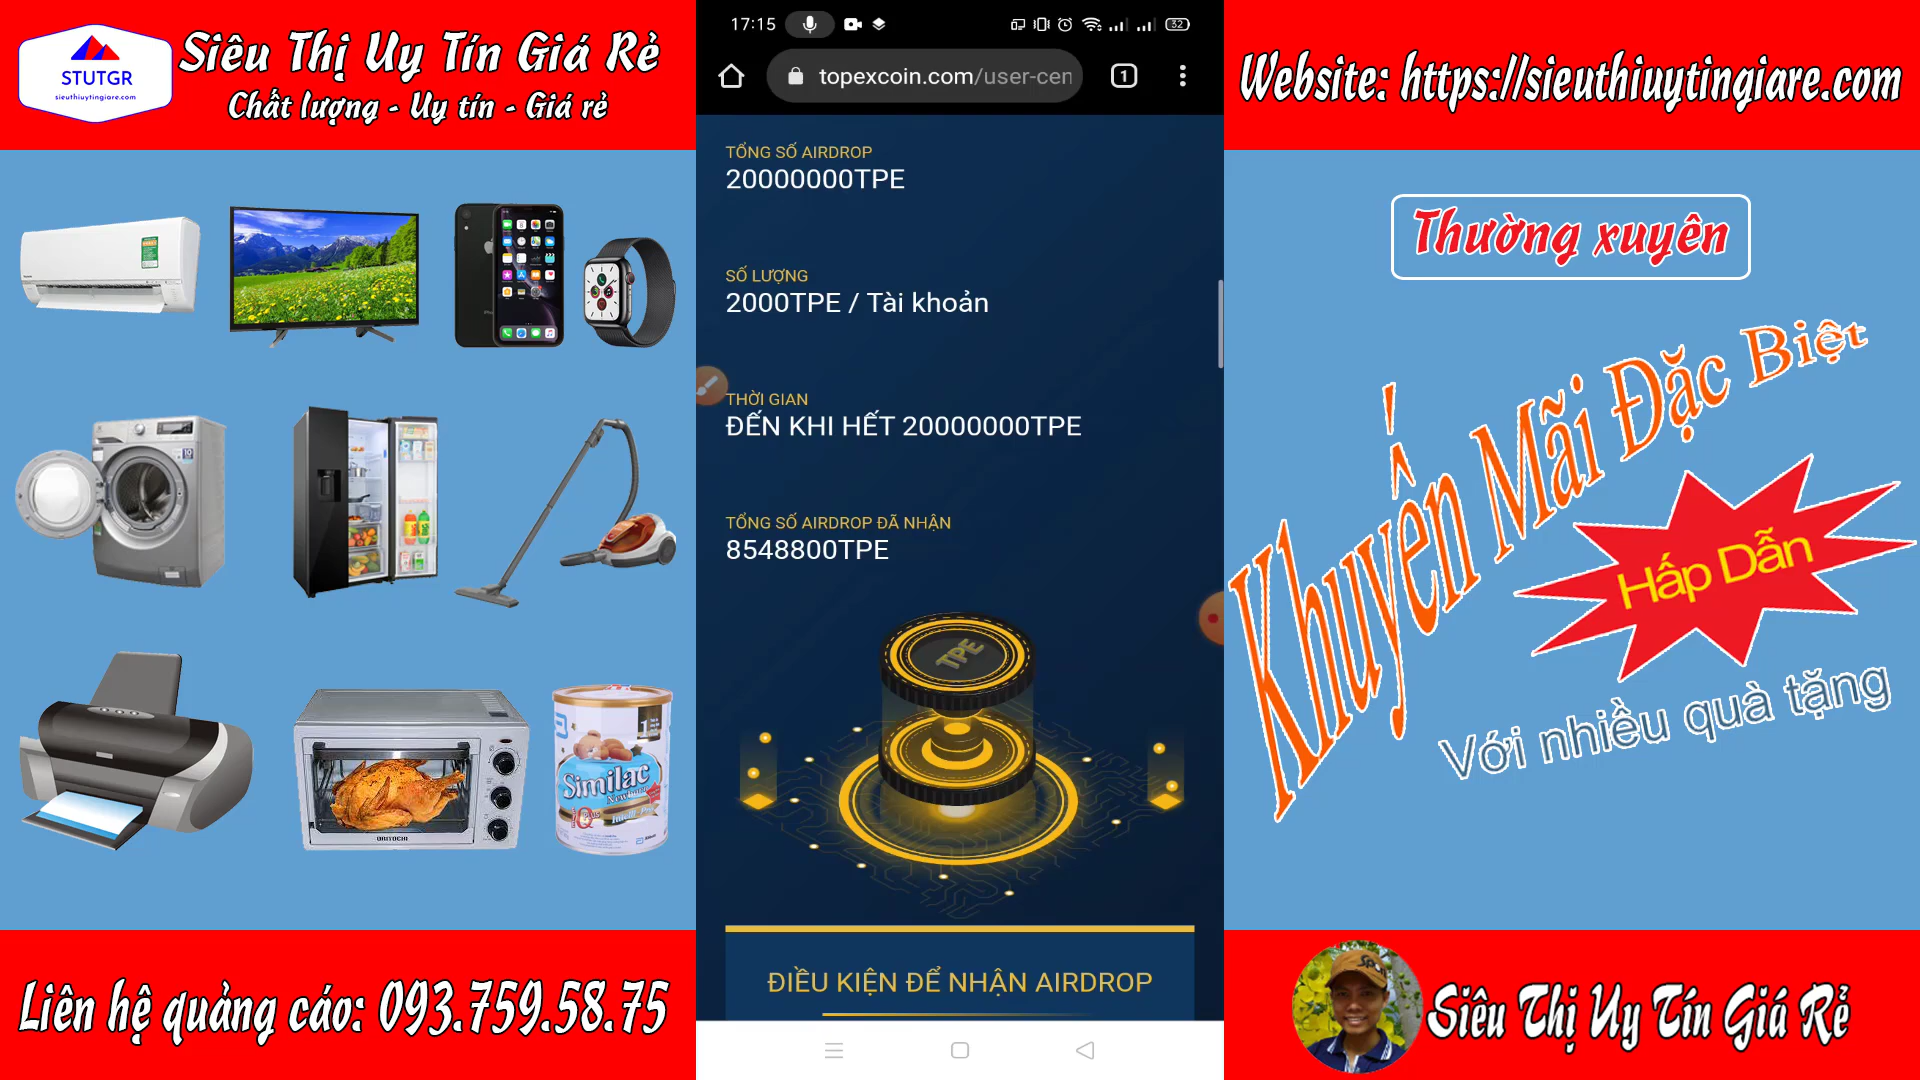 STUTGR
sieuthiuytingiare.com
Siêu Thị Uy Tín Giá Rẻ
Chất lượng - Uy tín - Giá rẻ
17:15
32
topexcoin.com/user-cen
1
Website: https://sieuthiuytingiare.com
TỔNG SỐ AIRDROP
20000000TPE
SỐ LƯỢNG
2000TPE / Tài khoản
THỜI GIAN
ĐẾN KHI HẾT 20000000TPE
TỔNG SỐ AIRDROP ĐÃ NHẬN
8548800TPE
TPE
ĐIỀU KIỆN ĐỂ NHẬN AIRDROP
Thường xuyên
Khuyến Mãi Đặc Biệt
Hấp Dẫn
Với nhiều quà tặng
Similac
1
IQ
Liên hệ quảng cáo: 093.759.58.75
Siêu Thị Uy Tín Giá Rẻ